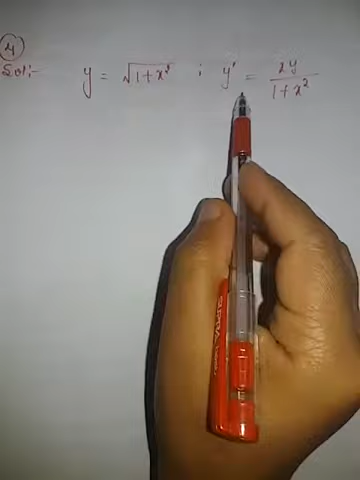 4
Sol:- y = √1+x² ; y' = xy / 1+x²